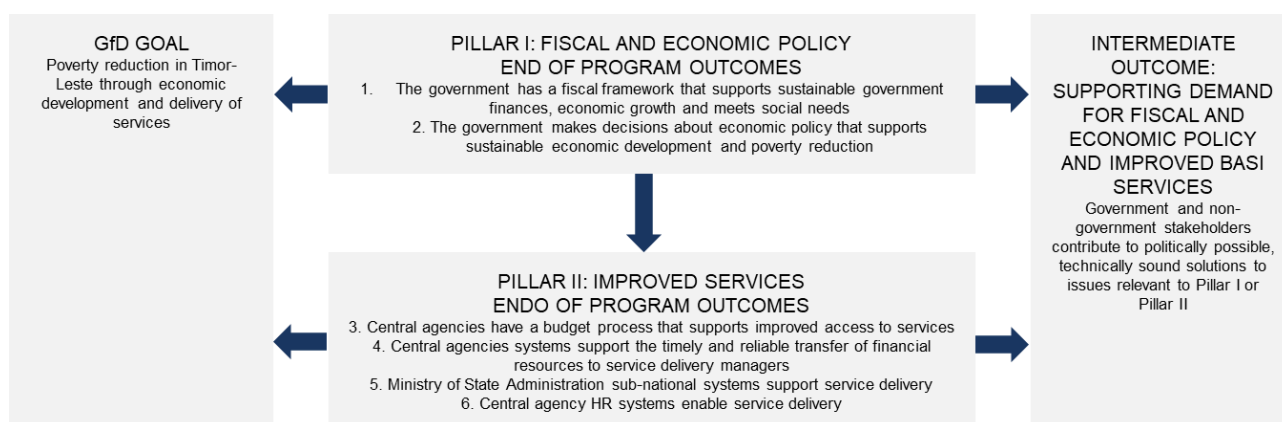 GfD GOAL
Poverty reduction in Timor-
Leste through economic
development and delivery of
services
PILLAR I: FISCAL AND ECONOMIC POLICY
END OF PROGRAM OUTCOMES
1. The government has a fiscal framework that supports sustainable government
finances, economic growth and meets social needs
2. The government makes decisions about economic policy that supports
sustainable economic development and poverty reduction
PILLAR II: IMPROVED SERVICES
ENDO OF PROGRAM OUTCOMES
3. Central agencies have a budget process that supports improved access to services
4. Central agencies systems support the timely and reliable transfer of financial
resources to service delivery managers
5. Ministry of State Administration sub-national systems support service delivery
6. Central agency HR systems enable service delivery
INTERMEDIATE
OUTCOME:
SUPPORTING DEMAND
FOR FISCAL AND
ECONOMIC POLICY
AND IMPROVED BASI
SERVICES
Government and non-
government stakeholders
contribute to politically possible,
technically sound solutions to
issues relevant to Pillar I or
Pillar II